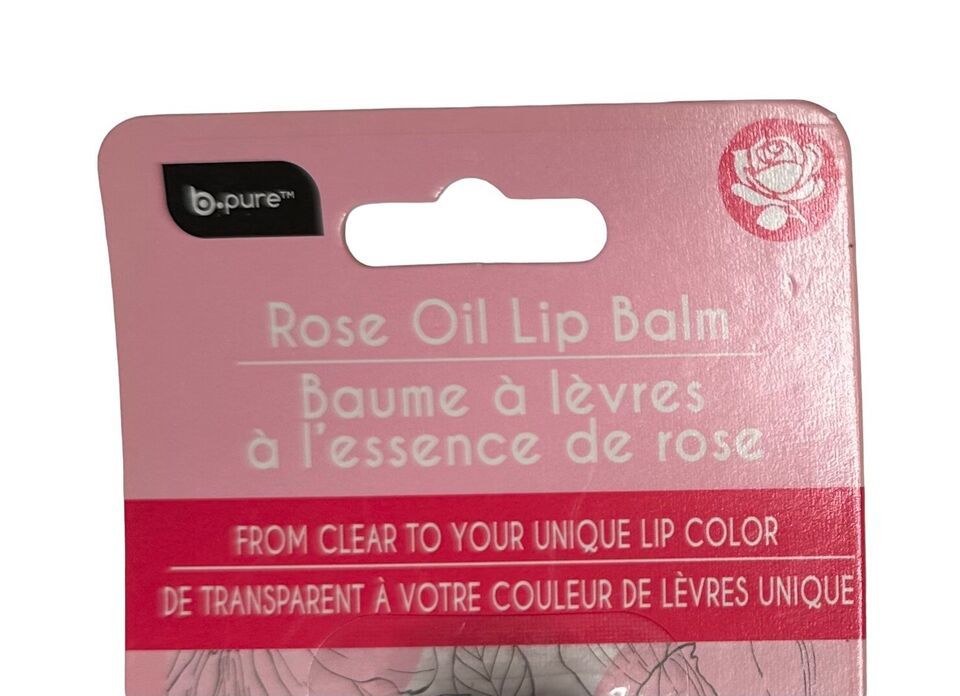 b.pure™
Rose Oil Lip Balm
Baume à lèvres
à l'essence de rose
FROM CLEAR TO YOUR UNIQUE LIP COLOR
DE TRANSPARENT À VOTRE COULEUR DE LÈVRES UNIQUE